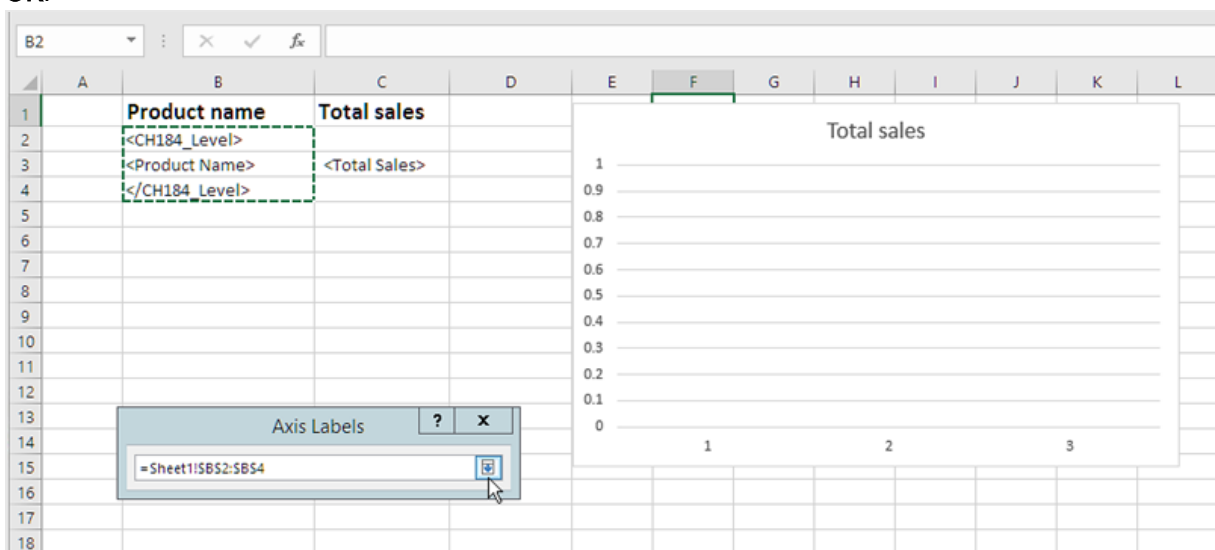 OK.
B2 fx
A B C D E F G H I J K L
1 Product name Total sales
2 <CH184_Level>
3 <Product Name> <Total Sales>
4 </CH184_Level>
5
6
7
8
9
10
11
12
13
14
15
16
17
18
Total sales
1
0.9
0.8
0.7
0.6
0.5
0.4
0.3
0.2
0.1
0
1 2 3
Axis Labels ? x
=Sheet1!$B$2:$B$4